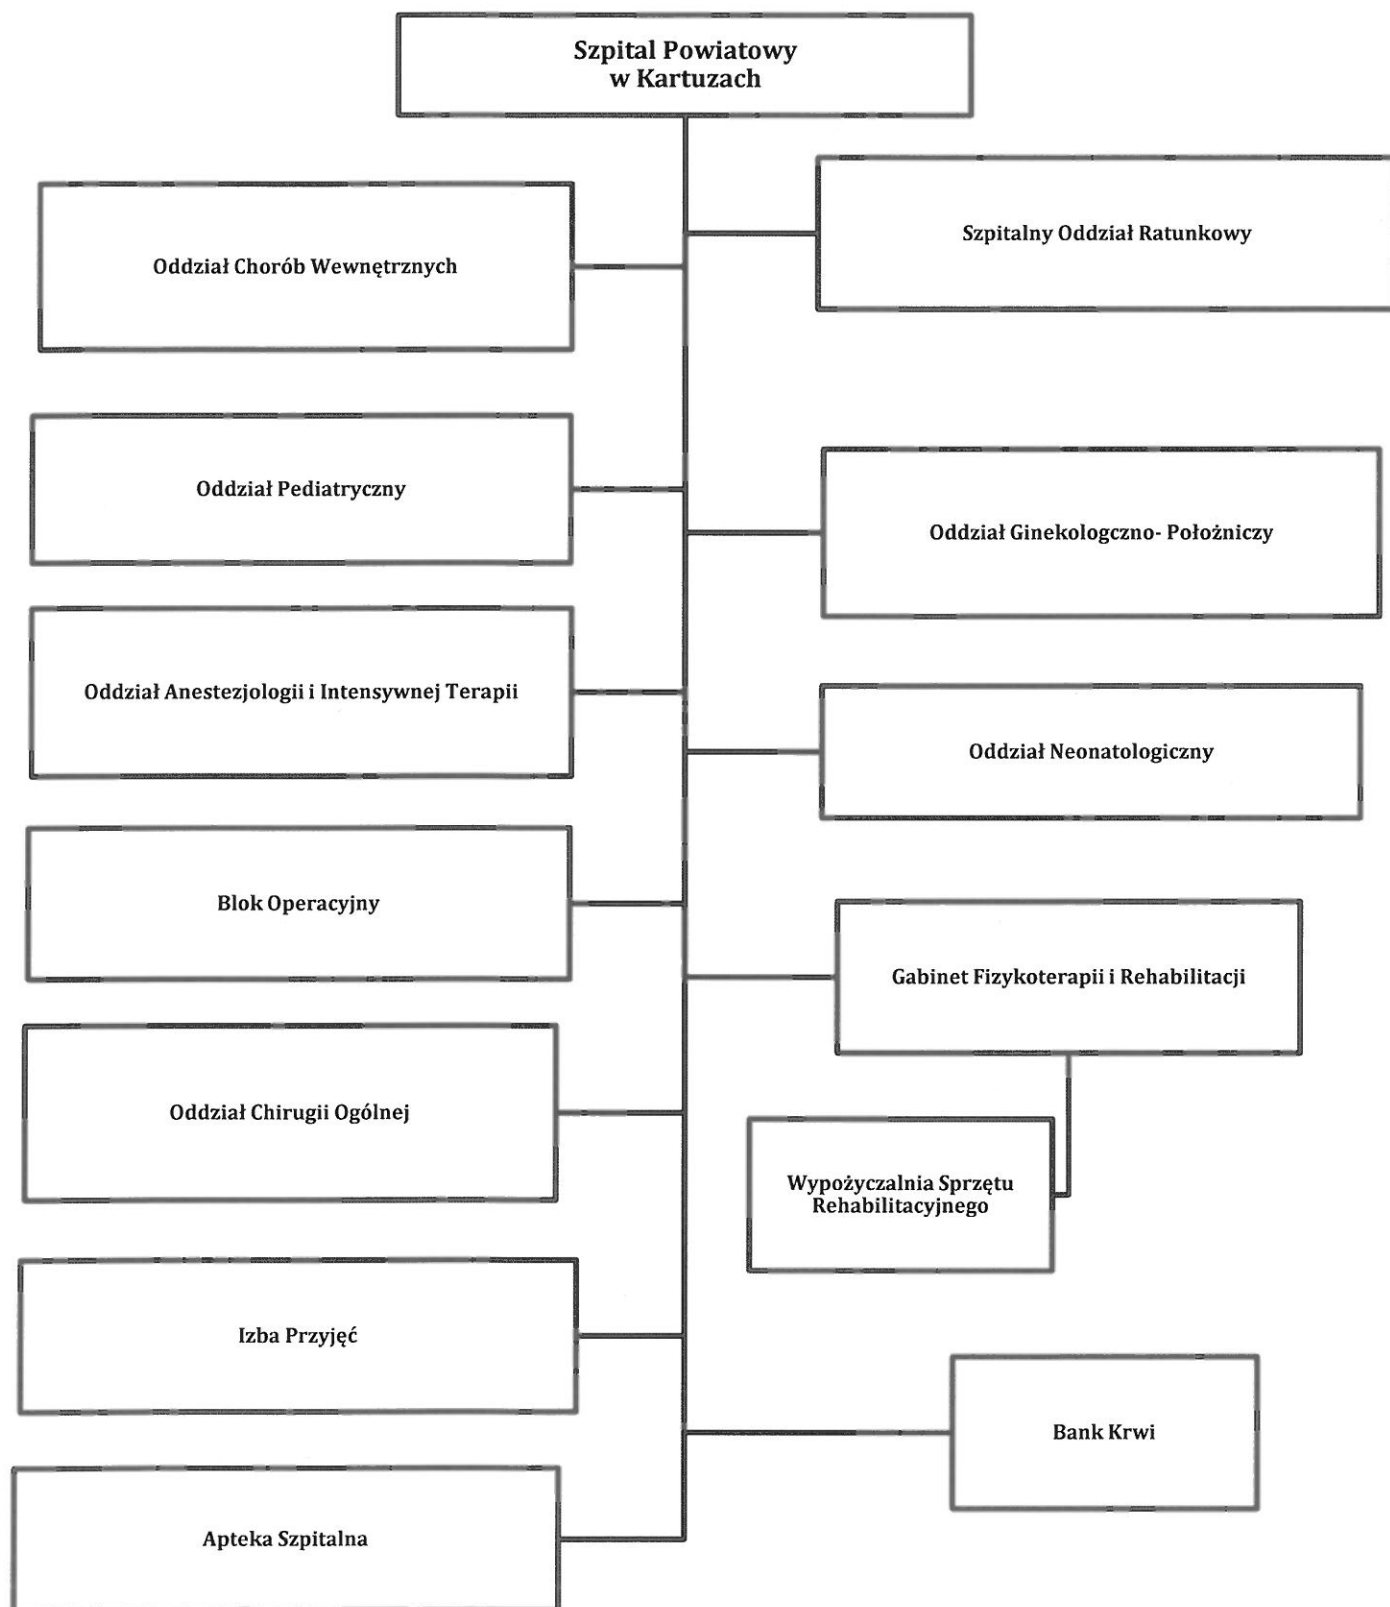 Szpital Powiatowy
w Kartuzach
Szpitalny Oddział Ratunkowy
Oddział Chorób Wewnętrznych
Oddział Pediatryczny
Oddział Ginekologczno- Położniczy
Oddział Anestezjologii i Intensywnej Terapii
Oddział Neonatologiczny
Blok Operacyjny
Gabinet Fizykoterapii i Rehabilitacji
Oddział Chirugii Ogólnej
Wypożyczalnia Sprzętu
Rehabilitacyjnego
Izba Przyjęć
Bank Krwi
Apteka Szpitalna